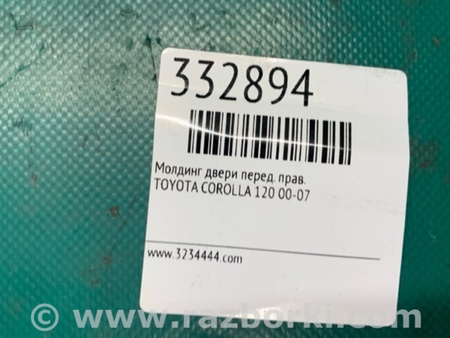 332894
Молдинг двери перед. прав.
TOYOTA COROLLA 120 00-07
www.3234444.com
© www.razborki.com